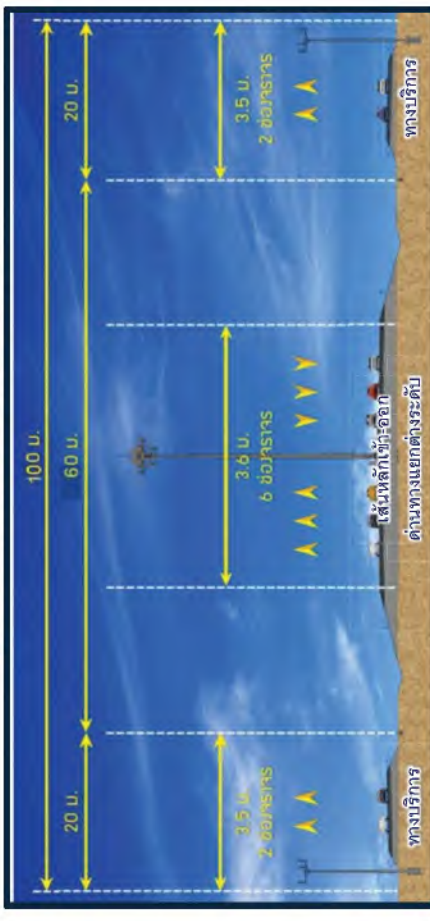 100 ม.
20 ม.
60 ม.
20 ม.
3.5 ม.
2 ช่องจราจร
3.6 ม.
6 ช่องจราจร
3.5 ม.
2 ช่องจราจร
ทางบริการ
เส้นหลักเข้า-ออก
ด่านทางแยกต่างระดับ
ทางบริการ